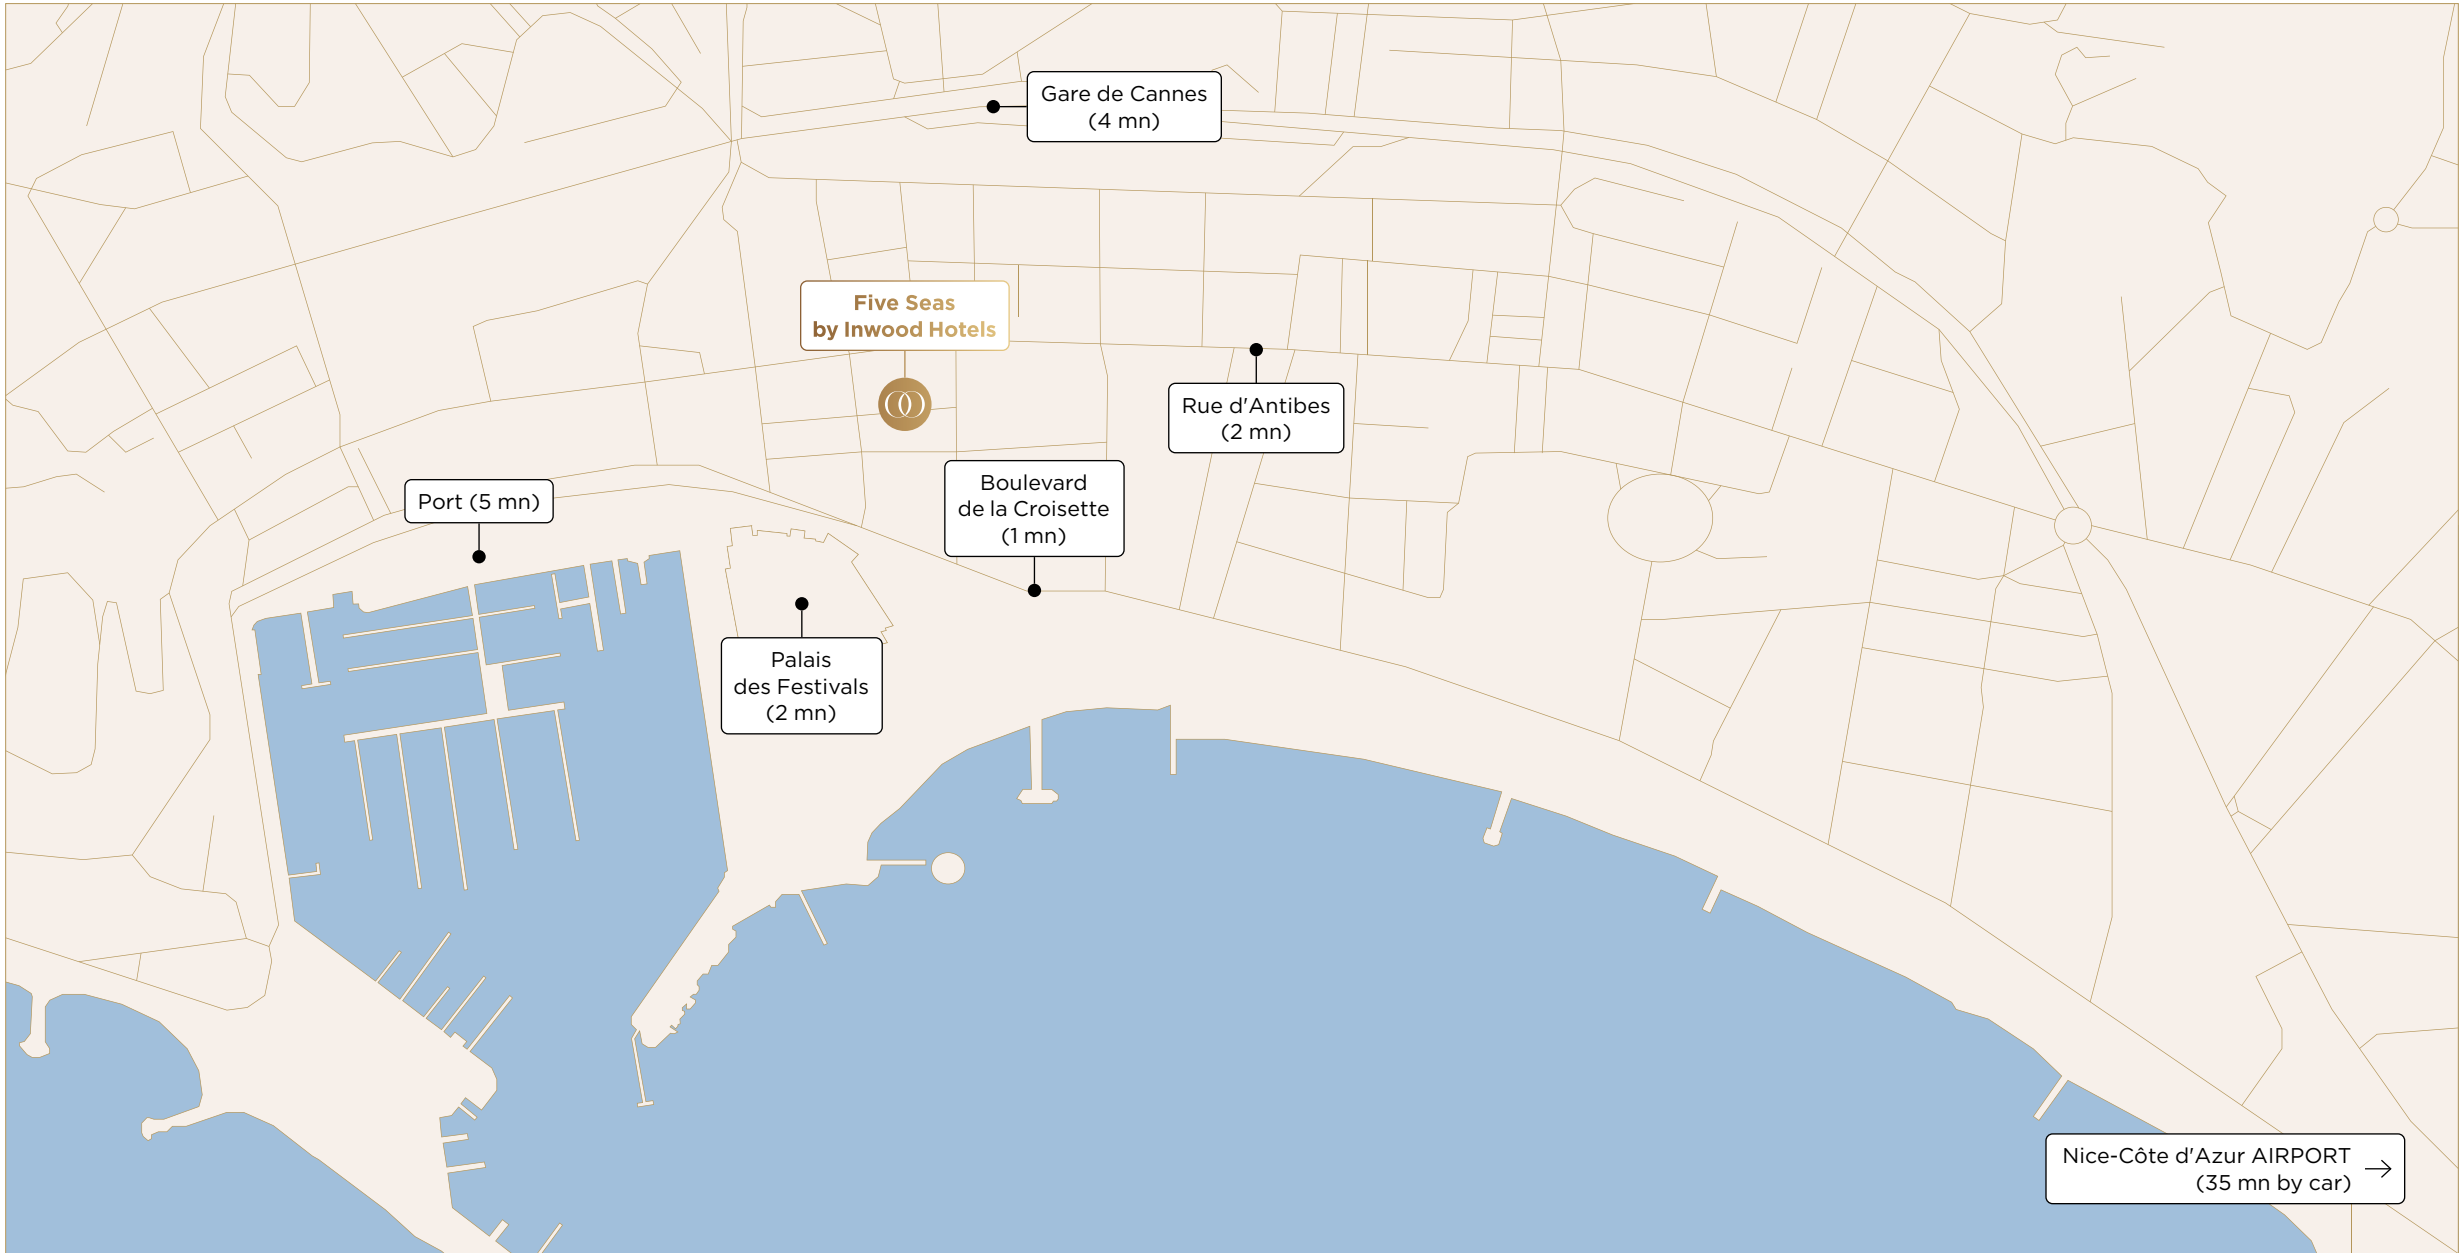 Gare de Cannes
(4 mn)
Five Seas
by Inwood Hotels
Rue d'Antibes
(2 mn)
Port (5 mn)
Boulevard
de la Croisette
(1 mn)
Palais
des Festivals
(2 mn)
Nice-Côte d'Azur AIRPORT
(35 mn by car)